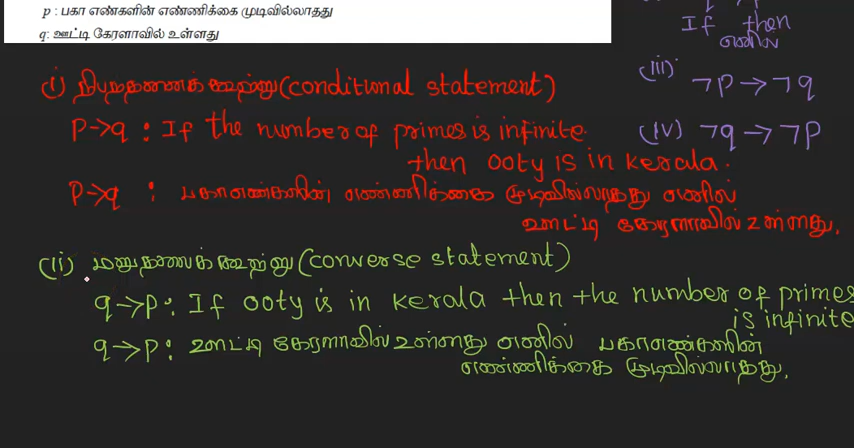 p : பகா எண்களின் எண்ணிக்கை முடிவில்லாதது
q: ஊட்டி கேரளாவில் உள்ளது
If then
எனில்
(i) நிபந்தனைக்கூற்று (conditional statement)
(iii) ¬p → ¬q
P→q : If the number of primes is infinite.
(iv) ¬q → ¬p
then ooty is in kerala.
P→q : பகாஎண்களின் எண்ணிக்கை முடிவில்லாதது எனில்
ஊட்டி கேரளாவில் உள்ளது.
(ii) மறுதலைக்கூற்று (converse statement)
q→p : If ooty is in kerala then the number of primes
is infinite
q→p : ஊட்டி கேரளாவில் உள்ளது எனில் பகாஎண்களின்
எண்ணிக்கை முடிவில்லாதது.